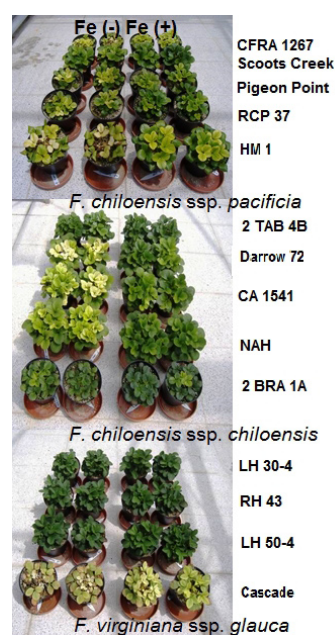 Fe (-) Fe (+)
CFRA 1267
Scoots Creek
Pigeon Point
RCP 37
HM 1
F. chiloensis ssp. pacificia
2 TAB 4B
Darrow 72
CA 1541
NAH
2 BRA 1A
F. chiloensis ssp. chiloensis
LH 30-4
RH 43
LH 50-4
Cascade
F. virginiana ssp. glauca